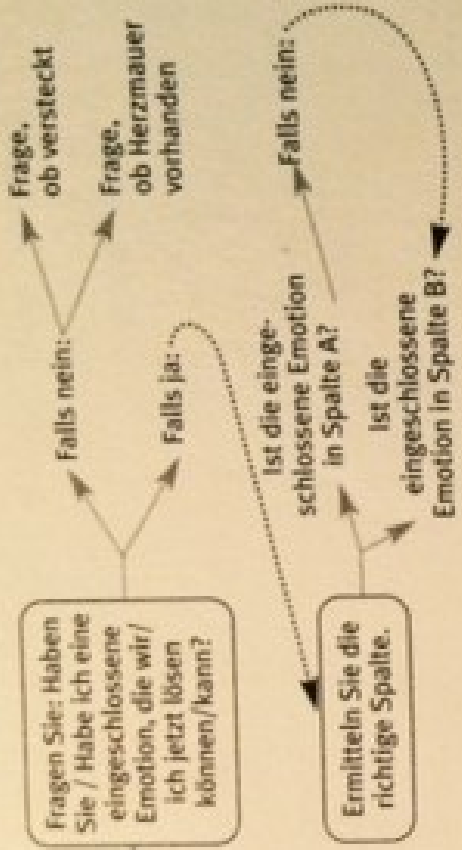 Fragen Sie: Haben
Sie / Habe ich eine
eingeschlossene
Emotion, die wir/
ich jetzt lösen
können/kann?
Falls nein:
Frage,
ob versteckt
Frage,
ob Herzmauer
vorhanden
Falls ja:
Ermitteln Sie die
richtige Spalte.
Ist die einge-
schlossene Emotion
in Spalte A?
Falls nein:
Ist die
eingeschlossene
Emotion in Spalte B?